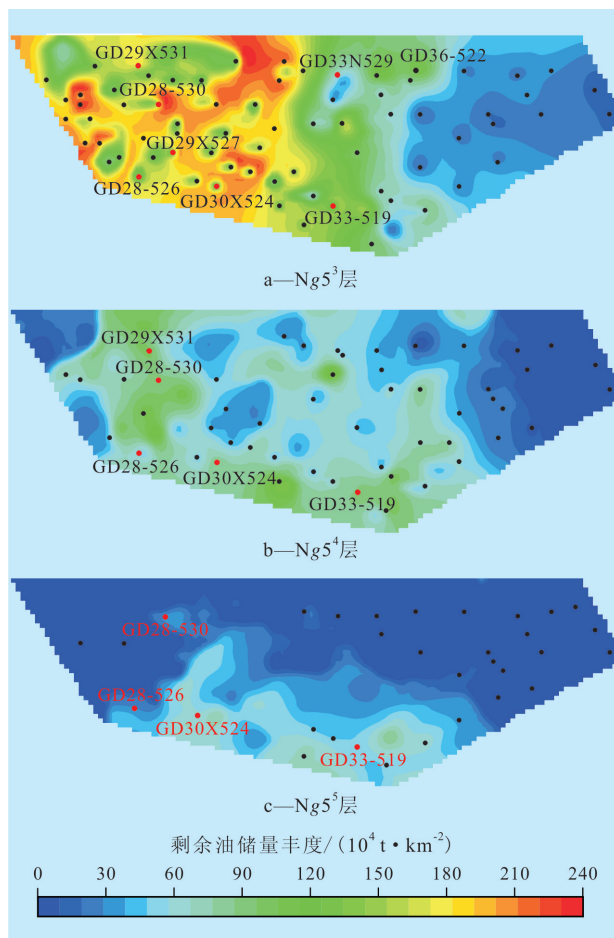 GD29X531
GD33N529
GD36-522
GD28-530
GD29X527
GD28-526
GD30X524
GD33-519
a—Ng5³层
GD29X531
GD28-530
GD28-526
GD30X524
GD33-519
b—Ng5⁴层
GD28-530
GD28-526
GD30X524
GD33-519
c—Ng5⁵层
剩余油储量丰度/(10⁴ t·km⁻²)
0 30 60 90 120 150 180 210 240